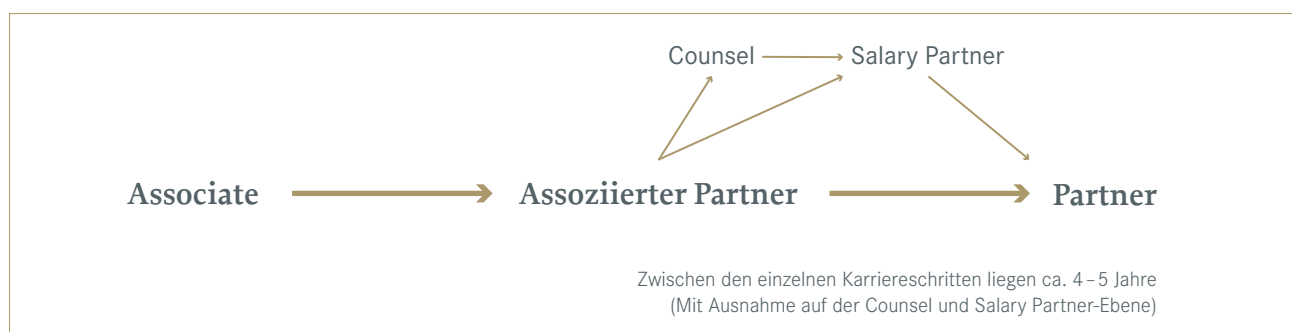 Counsel Salary Partner
Associate Assoziierter Partner Partner
Zwischen den einzelnen Karriereschritten liegen ca. 4–5 Jahre
(Mit Ausnahme auf der Counsel und Salary Partner-Ebene)